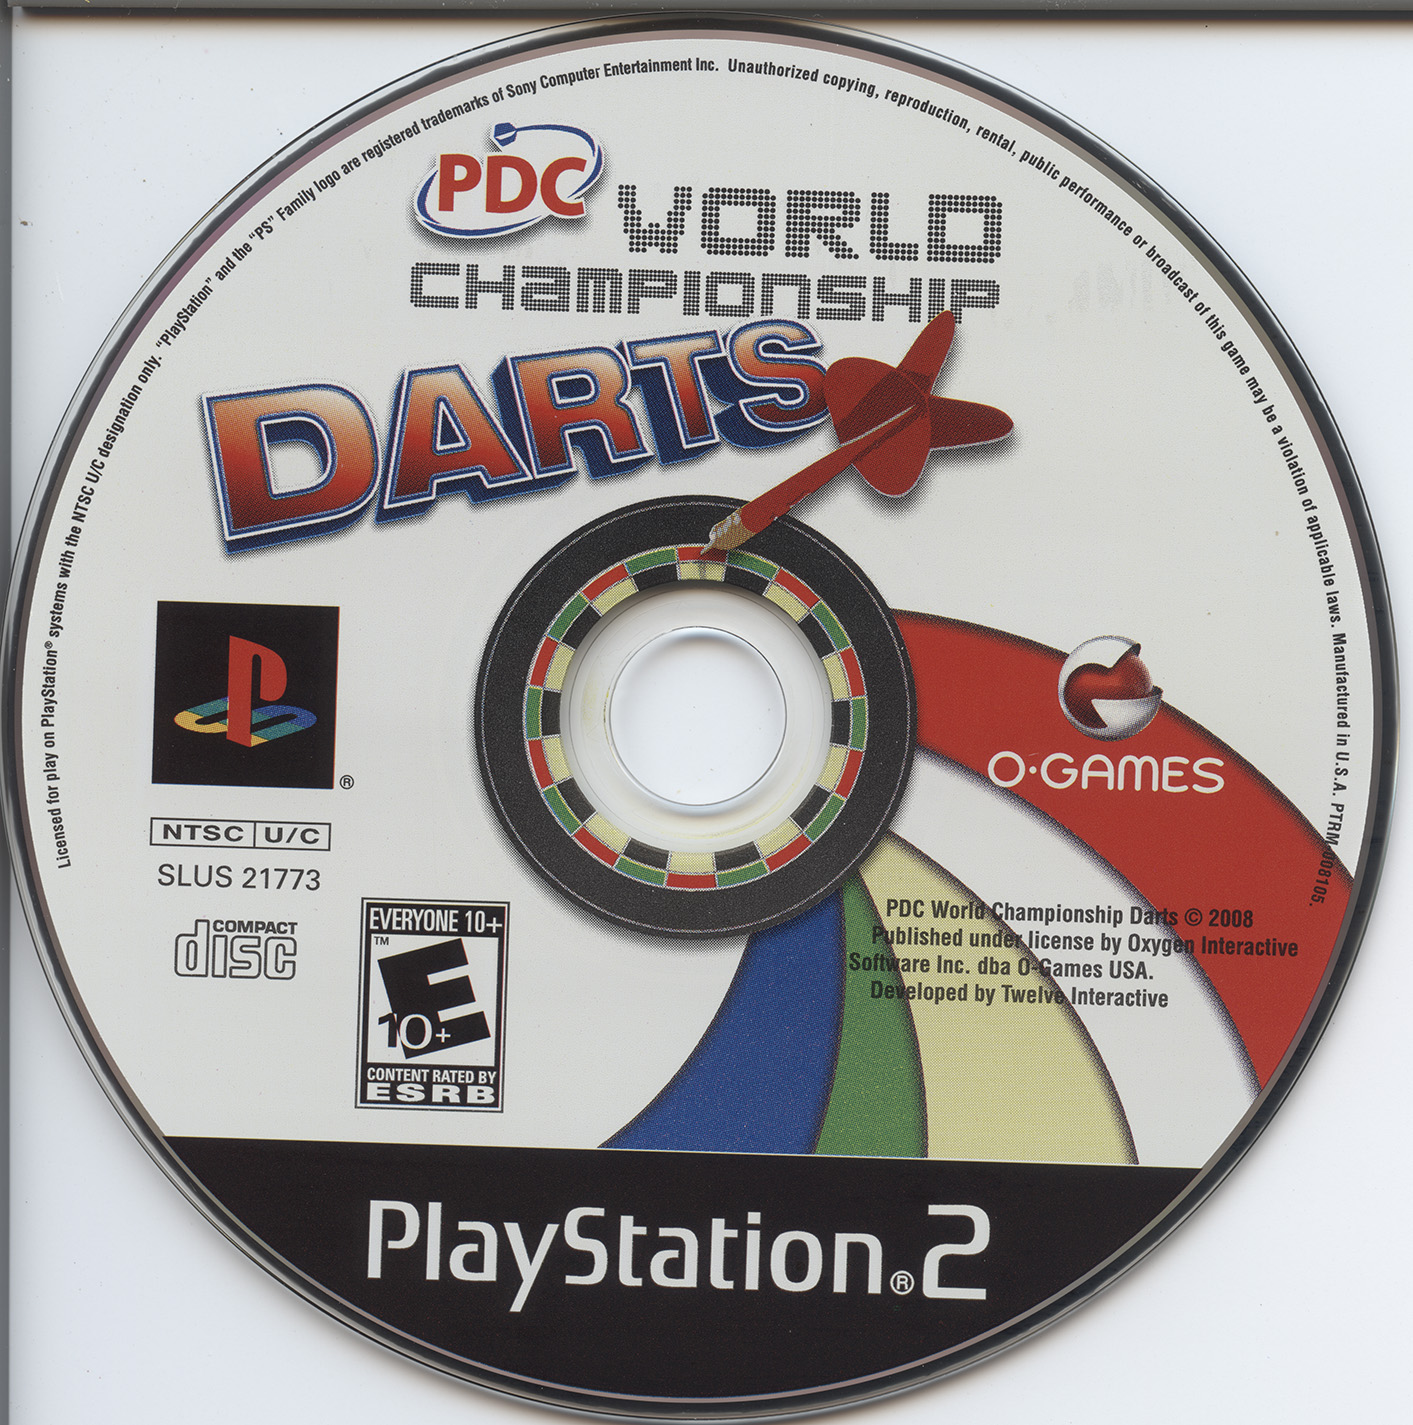 Licensed for play on PlayStation® systems with the NTSC U/C designation only. “PlayStation” and the “PS” Family logo are registered trademarks of Sony Computer Entertainment Inc. Unauthorized copying, reproduction, rental, public performance or broadcast of this game may be a violation of applicable laws. Manufactured in U.S.A. PTRM-008105.
PDC WORLD
CHAMPIONSHIP
DARTS
®
O·GAMES
NTSC U/C
SLUS 21773
COMPACT
disc
EVERYONE 10+
™
E
10+
CONTENT RATED BY
ESRB
PDC World Championship Darts © 2008
Published under license by Oxygen Interactive
Software Inc. dba O-Games USA.
Developed by Twelve Interactive
PlayStation®2